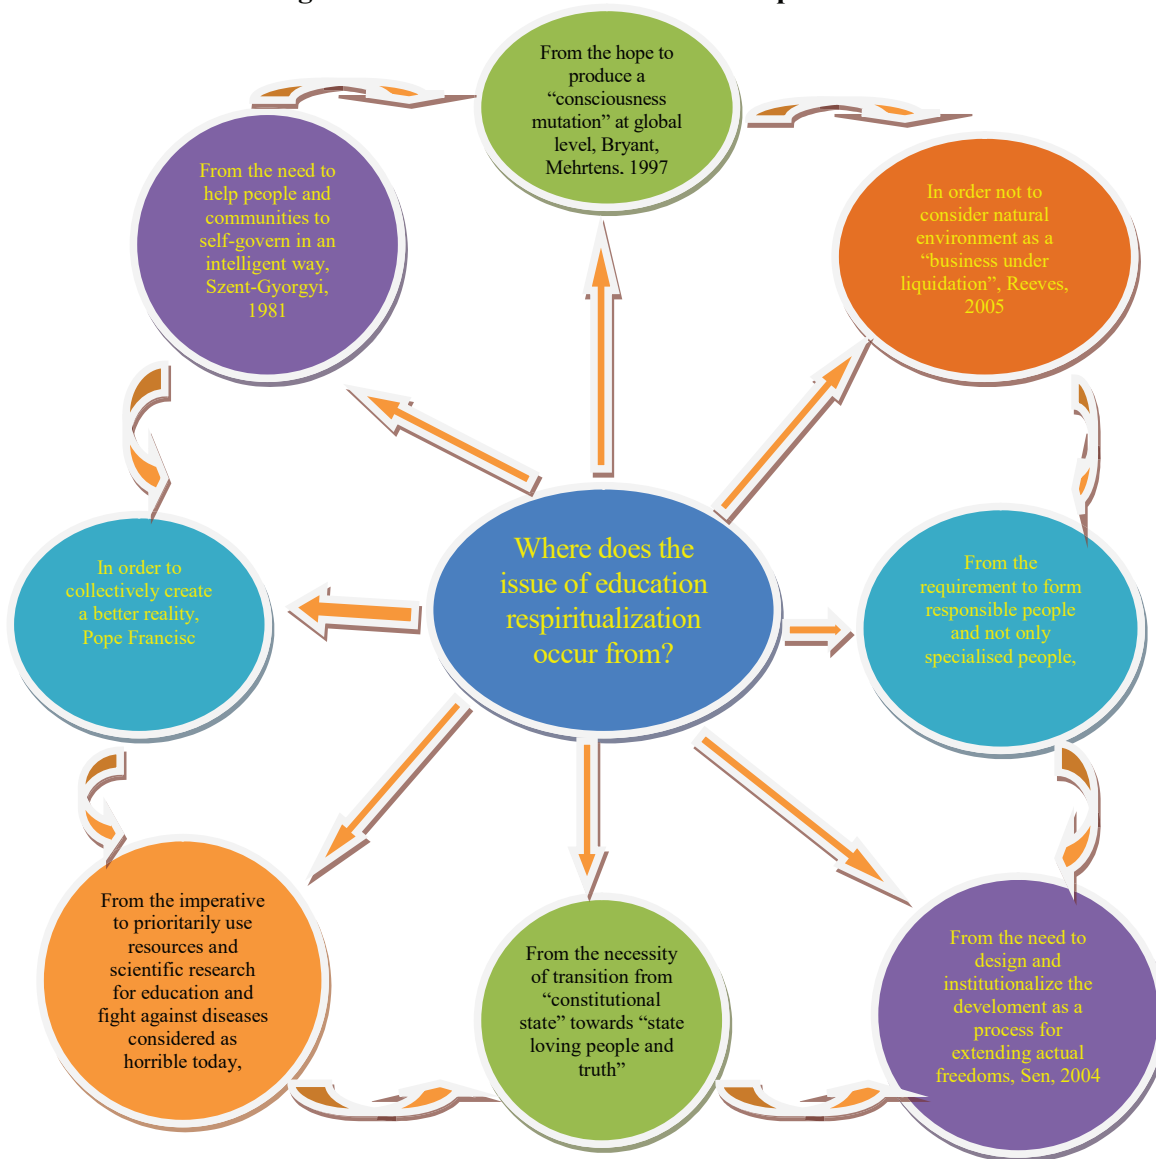 From the hope to
produce a
“consciousness
mutation” at global
level, Bryant,
Mehrtens, 1997
From the need to
help people and
communities to
self-govern in an
intelligent way,
Szent-Gyorgyi,
1981
In order not to
consider natural
environment as a
“business under
liquidation”, Reeves,
2005
Where does the
issue of education
respiritualization
occur from?
In order to
collectively create
a better reality,
Pope Francisc
From the
requirement to form
responsible people
and not only
specialised people,
From the imperative
to prioritarily use
resources and
scientific research
for education and
fight against diseases
considered as
horrible today,
From the necessity
of transition from
“constitutional
state” towards “state
loving people and
truth”
From the need to
design and
institutionalize the
develoment as a
process for
extending actual
freedoms, Sen, 2004